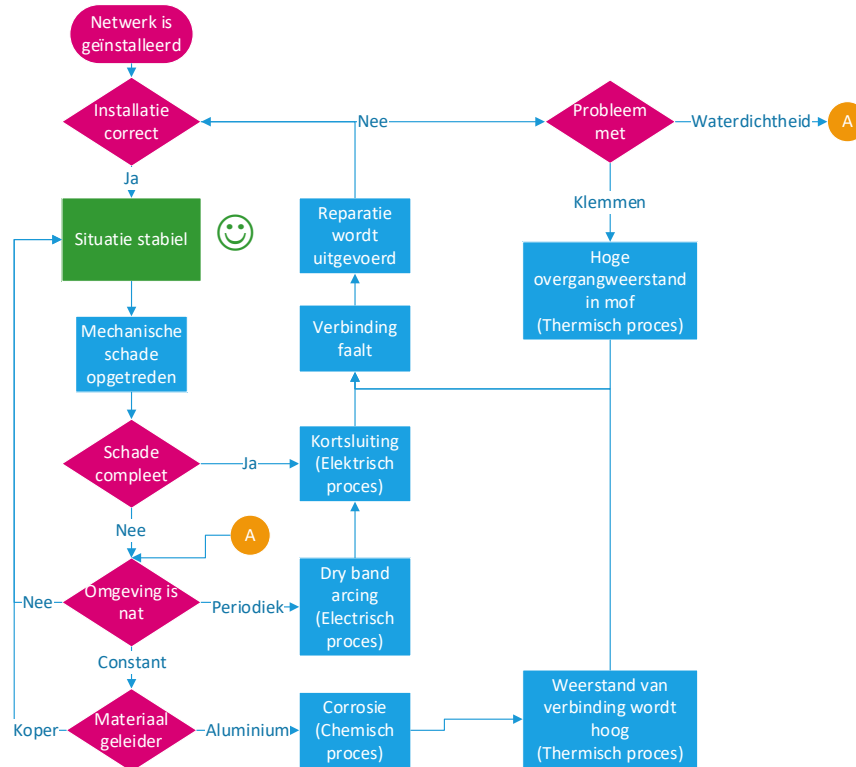 Netwerk is
geïnstalleerd
Installatie
correct
Nee
Probleem
met
Waterdichtheid
A
Ja
Klemmen
Situatie stabiel
Reparatie
wordt
uitgevoerd
Hoge
overgangweerstand
in mof
(Thermisch proces)
Mechanische
schade
opgetreden
Verbinding
faalt
Schade
compleet
Ja
Kortsluiting
(Elektrisch
proces)
Nee
A
Nee
Omgeving is
nat
Periodiek
Dry band
arcing
(Electrisch
proces)
Constant
Koper
Materiaal
geleider
Aluminium
Corrosie
(Chemisch
proces)
Weerstand van
verbinding wordt
hoog
(Thermisch proces)